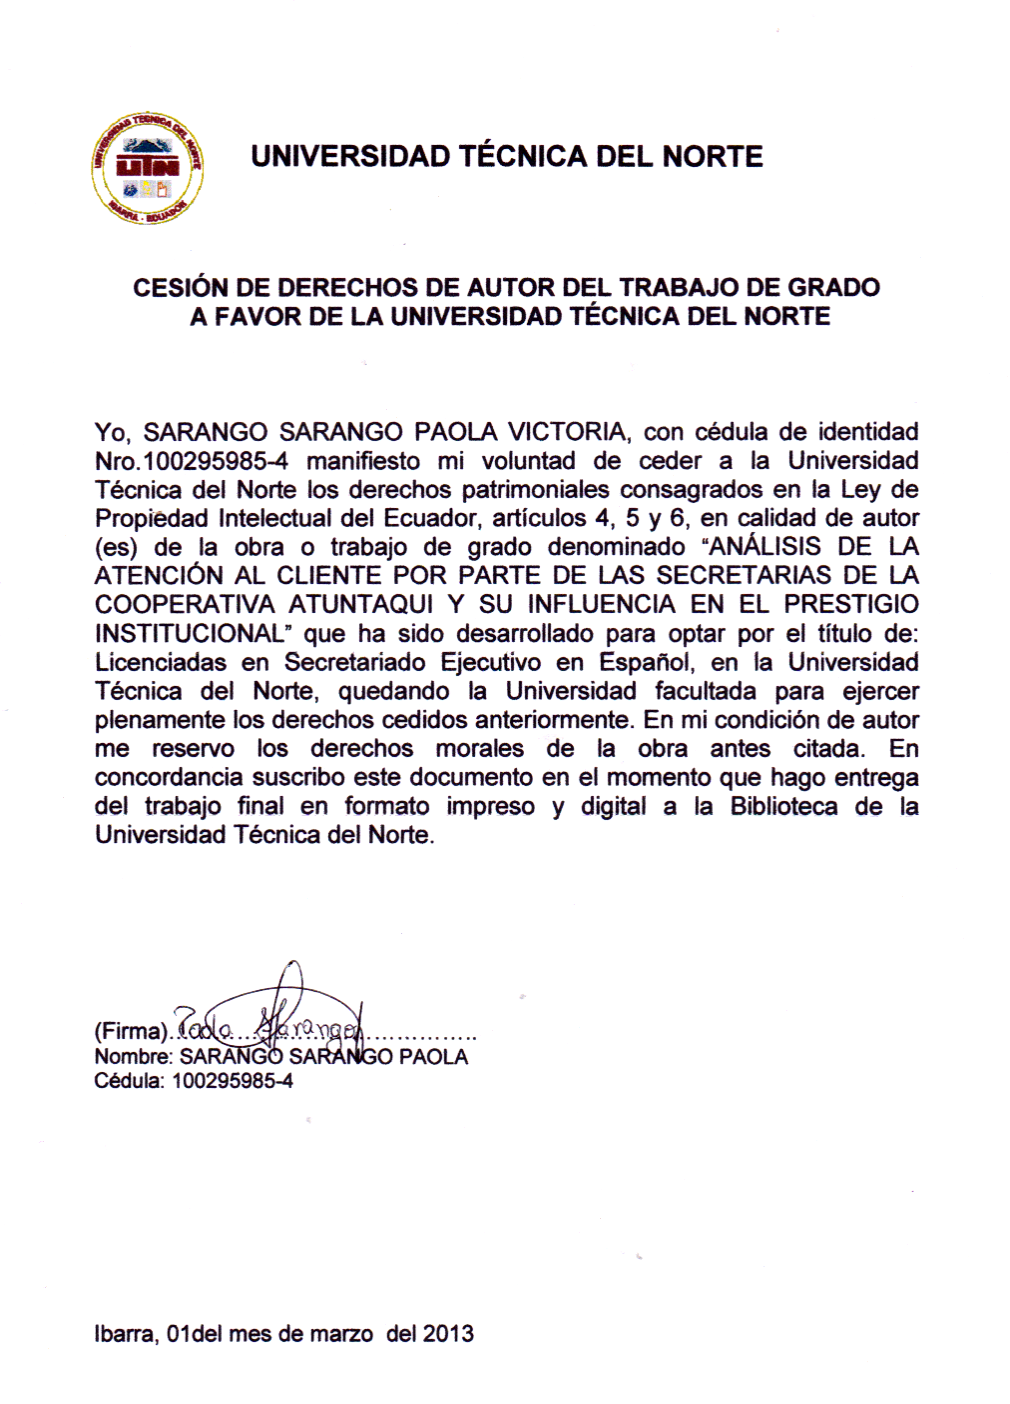 UNIVERSIDAD TECNICA DEL NORTE
UTN
IBARRA - ECUADOR
UNIVERSIDAD TÉCNICA DEL NORTE
CESIÓN DE DERECHOS DE AUTOR DEL TRABAJO DE GRADO
A FAVOR DE LA UNIVERSIDAD TÉCNICA DEL NORTE
Yo, SARANGO SARANGO PAOLA VICTORIA, con cédula de identidad
Nro.100295985-4 manifiesto mi voluntad de ceder a la Universidad
Técnica del Norte los derechos patrimoniales consagrados en la Ley de
Propiedad Intelectual del Ecuador, artículos 4, 5 y 6, en calidad de autor
(es) de la obra o trabajo de grado denominado “ANÁLISIS DE LA
ATENCIÓN AL CLIENTE POR PARTE DE LAS SECRETARIAS DE LA
COOPERATIVA ATUNTAQUI Y SU INFLUENCIA EN EL PRESTIGIO
INSTITUCIONAL” que ha sido desarrollado para optar por el título de:
Licenciadas en Secretariado Ejecutivo en Español, en la Universidad
Técnica del Norte, quedando la Universidad facultada para ejercer
plenamente los derechos cedidos anteriormente. En mi condición de autor
me reservo los derechos morales de la obra antes citada. En
concordancia suscribo este documento en el momento que hago entrega
del trabajo final en formato impreso y digital a la Biblioteca de la
Universidad Técnica del Norte.
(Firma) Paola Sarango
Nombre: SARANGO SARANGO PAOLA
Cédula: 100295985-4
Ibarra, 01del mes de marzo del 2013